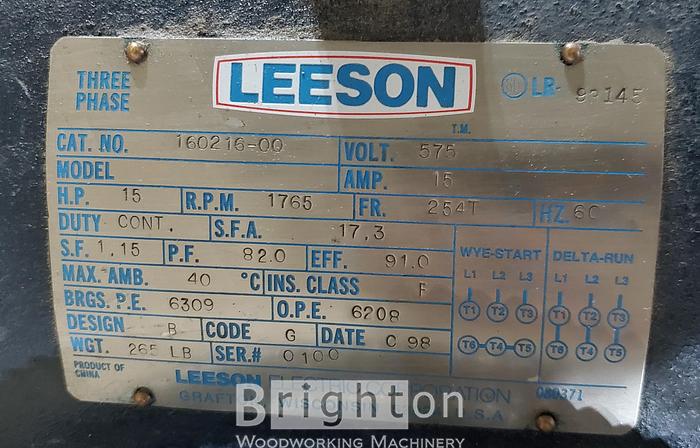 THREE PHASE
LEESON
T.M.
LR- 98145
CAT. NO. 160216-00 VOLT. 575
MODEL AMP. 15
H.P. 15 R.P.M. 1765 FR. 254T HZ. 60
DUTY CONT. S.F.A. 17,3
S.F. 1.15 P.F. 82.0 EFF. 91.0
MAX. AMB. 40 °C INS. CLASS F
BRGS. P.E. 6309 O.P.E. 6208
DESIGN B CODE G DATE C 98
WGT. 265 LB SER.# 0100
WYE-START DELTA-RUN
L1 L2 L3 L1 L2 L3
T1 T2 T3 T1 T2 T3
T6 T4 T5 T6 T4 T5
PRODUCT OF
CHINA
LEESON ELECTRIC CORPORATION
WISCONSIN U.S.A
080371
Brighton
WOODWORKING MACHINERY